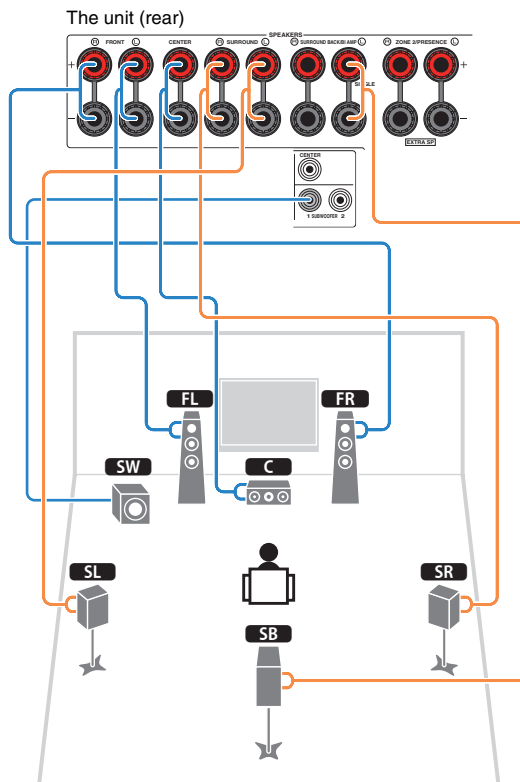 The unit (rear)
SPEAKERS
R FRONT L CENTER R SURROUND L R SURROUND BACK/BI AMP L R ZONE 2/PRESENCE L
+ +
SINGLE
- -
EXTRA SP
CENTER
1 SUBWOOFER 2
FL FR
SW C
SL SR
SB